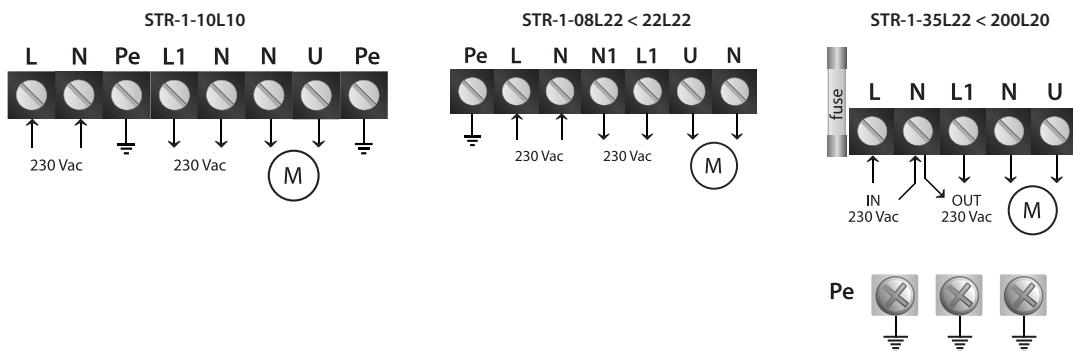 STR-1-10L10
L N Pe L1 N N U Pe
230 Vac 230 Vac
M
STR-1-08L22 < 22L22
Pe L N N1 L1 U N
230 Vac 230 Vac
M
STR-1-35L22 < 200L20
fuse
L N L1 N U
IN OUT
230 Vac 230 Vac
M
Pe